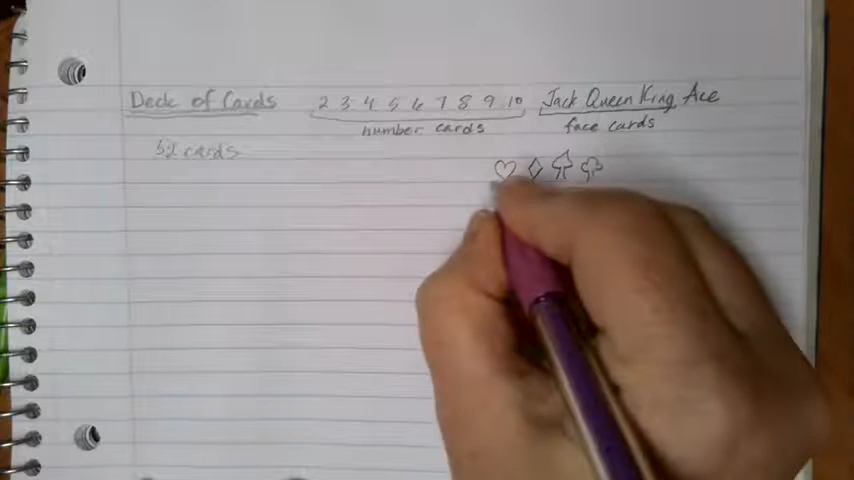 Deck of Cards 2 3 4 5 6 7 8 9 10 Jack Queen King Ace
number cards face cards
52 cards